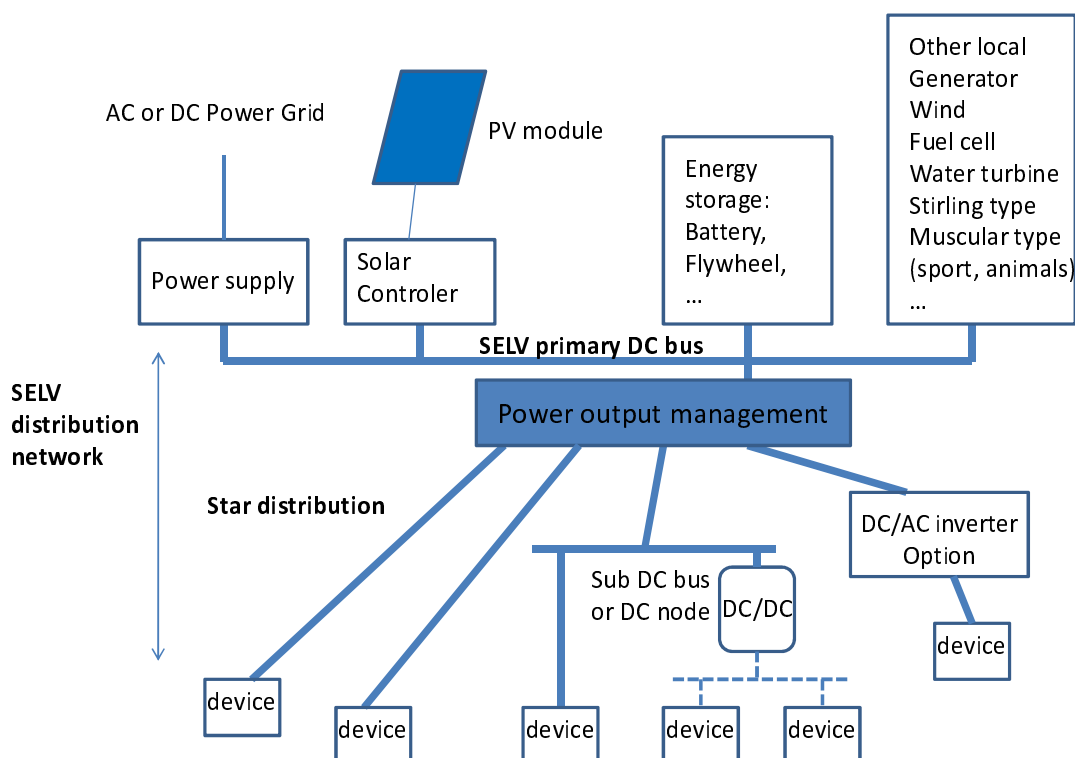 Other local
Generator
Wind
Fuel cell
Water turbine
Stirling type
Muscular type
(sport, animals)
…
AC or DC Power Grid
PV module
Energy
storage:
Battery,
Flywheel,
…
Power supply
Solar
Controler
SELV primary DC bus
SELV
distribution
network
Power output management
Star distribution
DC/AC inverter
Option
Sub DC bus
or DC node
DC/DC
device
device
device
device
device
device